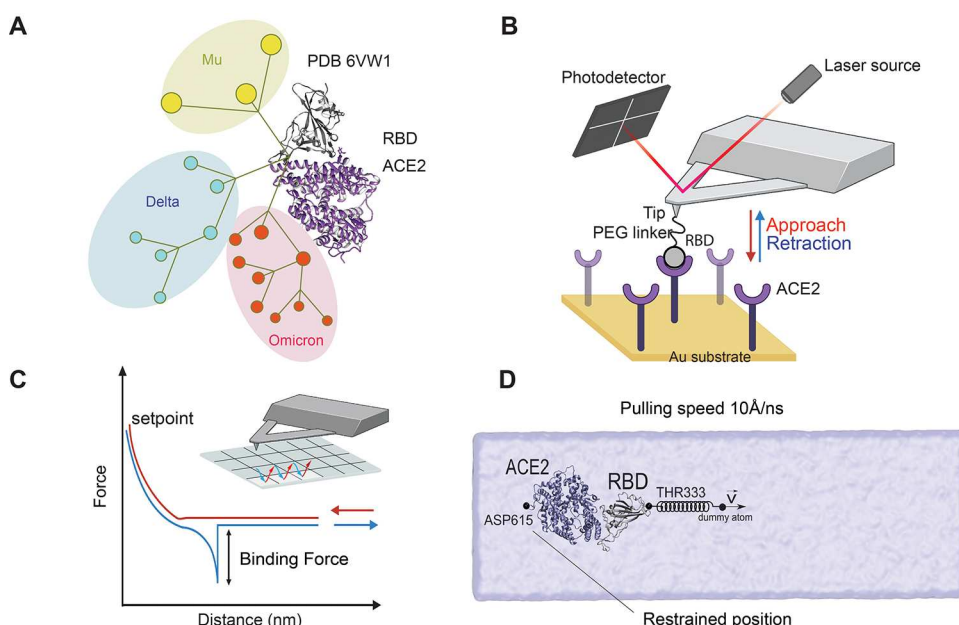 A
Mu
PDB 6VW1
RBD
ACE2
Delta
Omicron
B
Photodetector
Laser source
Tip
PEG linker
RBD
Approach
Retraction
ACE2
Au substrate
C
setpoint
Force
Binding Force
Distance (nm)
D
Pulling speed 10Å/ns
ACE2
RBD
THR333
V
dummy atom
ASP615
Restrained position